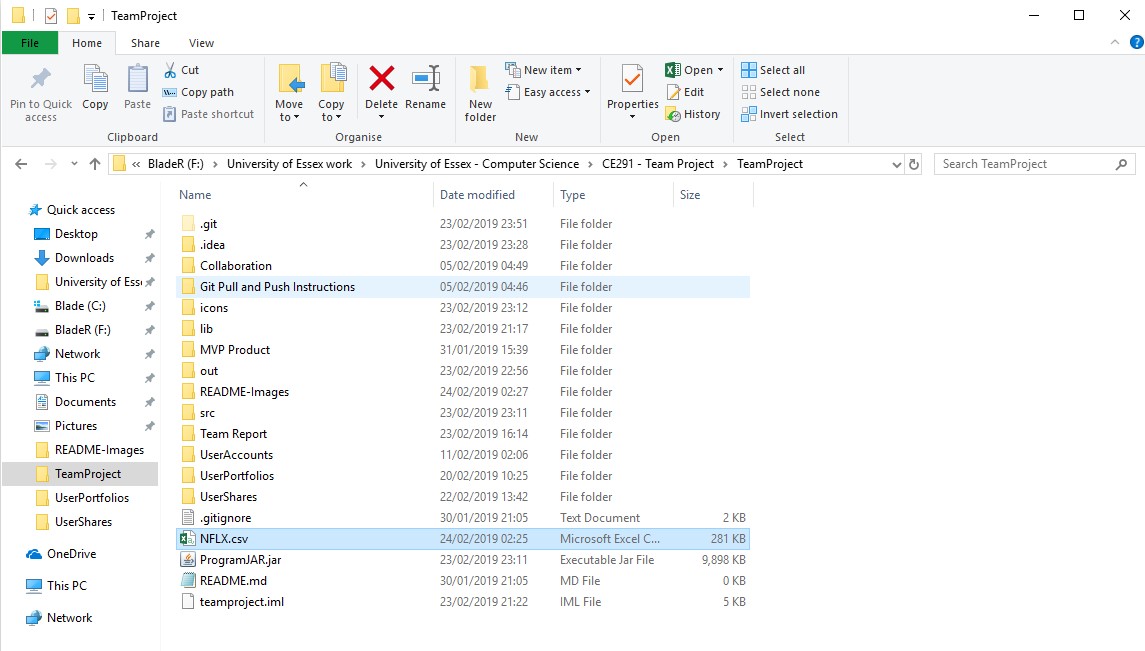 TeamProject
File Home Share View
Pin to Quick access
Copy
Paste
Cut
Copy path
Paste shortcut
Clipboard
Move to
Copy to
Delete
Rename
Organise
New folder
New item
Easy access
New
Properties
Open
Edit
History
Open
Select all
Select none
Invert selection
Select
« BladeR (F:) > University of Essex work > University of Essex - Computer Science > CE291 - Team Project > TeamProject
Search TeamProject
Quick access
Desktop
Downloads
University of Esse
Blade (C:)
BladeR (F:)
Network
This PC
Documents
Pictures
README-Images
TeamProject
UserPortfolios
UserShares
OneDrive
This PC
Network
Name Date modified Type Size
.git 23/02/2019 23:51 File folder
.idea 23/02/2019 23:28 File folder
Collaboration 05/02/2019 04:49 File folder
Git Pull and Push Instructions 05/02/2019 04:46 File folder
icons 23/02/2019 23:12 File folder
lib 23/02/2019 21:17 File folder
MVP Product 31/01/2019 15:39 File folder
out 23/02/2019 22:56 File folder
README-Images 24/02/2019 02:27 File folder
src 23/02/2019 23:11 File folder
Team Report 23/02/2019 16:14 File folder
UserAccounts 11/02/2019 02:06 File folder
UserPortfolios 20/02/2019 10:25 File folder
UserShares 22/02/2019 13:42 File folder
.gitignore 30/01/2019 21:05 Text Document 2 KB
NFLX.csv 24/02/2019 02:25 Microsoft Excel C... 281 KB
ProgramJAR.jar 23/02/2019 23:11 Executable Jar File 9,898 KB
README.md 30/01/2019 21:05 MD File 0 KB
teamproject.iml 23/02/2019 21:22 IML File 5 KB